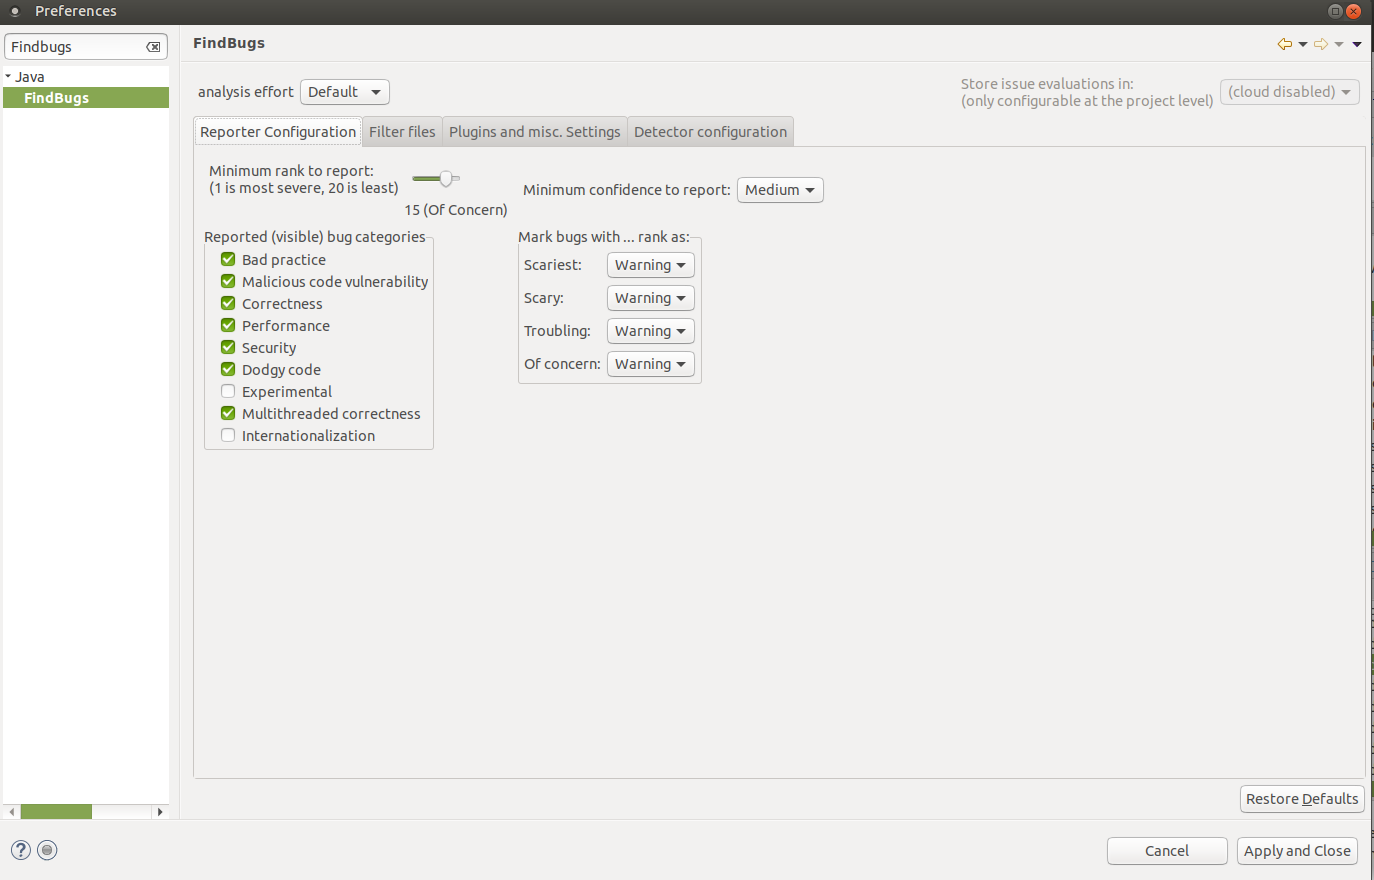 Preferences
Findbugs
Java
FindBugs
FindBugs
analysis effort Default
Store issue evaluations in:
(only configurable at the project level)
(cloud disabled)
Reporter Configuration Filter files Plugins and misc. Settings Detector configuration
Minimum rank to report:
(1 is most severe, 20 is least)
15 (Of Concern)
Minimum confidence to report: Medium
Reported (visible) bug categories
Bad practice
Malicious code vulnerability
Correctness
Performance
Security
Dodgy code
Experimental
Multithreaded correctness
Internationalization
Mark bugs with ... rank as:
Scariest: Warning
Scary: Warning
Troubling: Warning
Of concern: Warning
Restore Defaults
?
Cancel Apply and Close